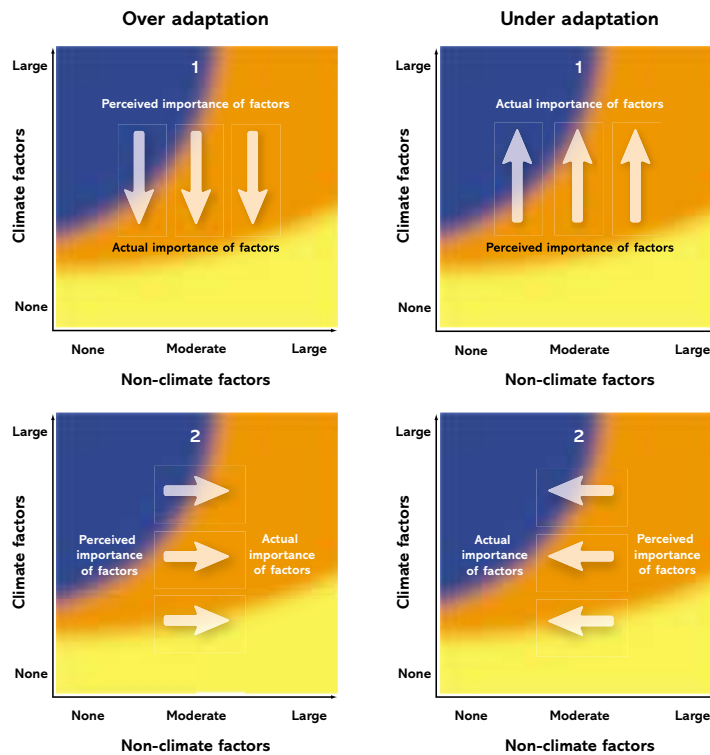 Over adaptation
Under adaptation
Climate factors
Large
None
1
Perceived importance of factors
Actual importance of factors
None
Moderate
Large
Non-climate factors
Climate factors
Large
None
1
Actual importance of factors
Perceived importance of factors
None
Moderate
Large
Non-climate factors
Climate factors
Large
None
2
Perceived
importance
of factors
Actual
importance
of factors
None
Moderate
Large
Non-climate factors
Climate factors
Large
None
2
Actual
importance
of factors
Perceived
importance
of factors
None
Moderate
Large
Non-climate factors